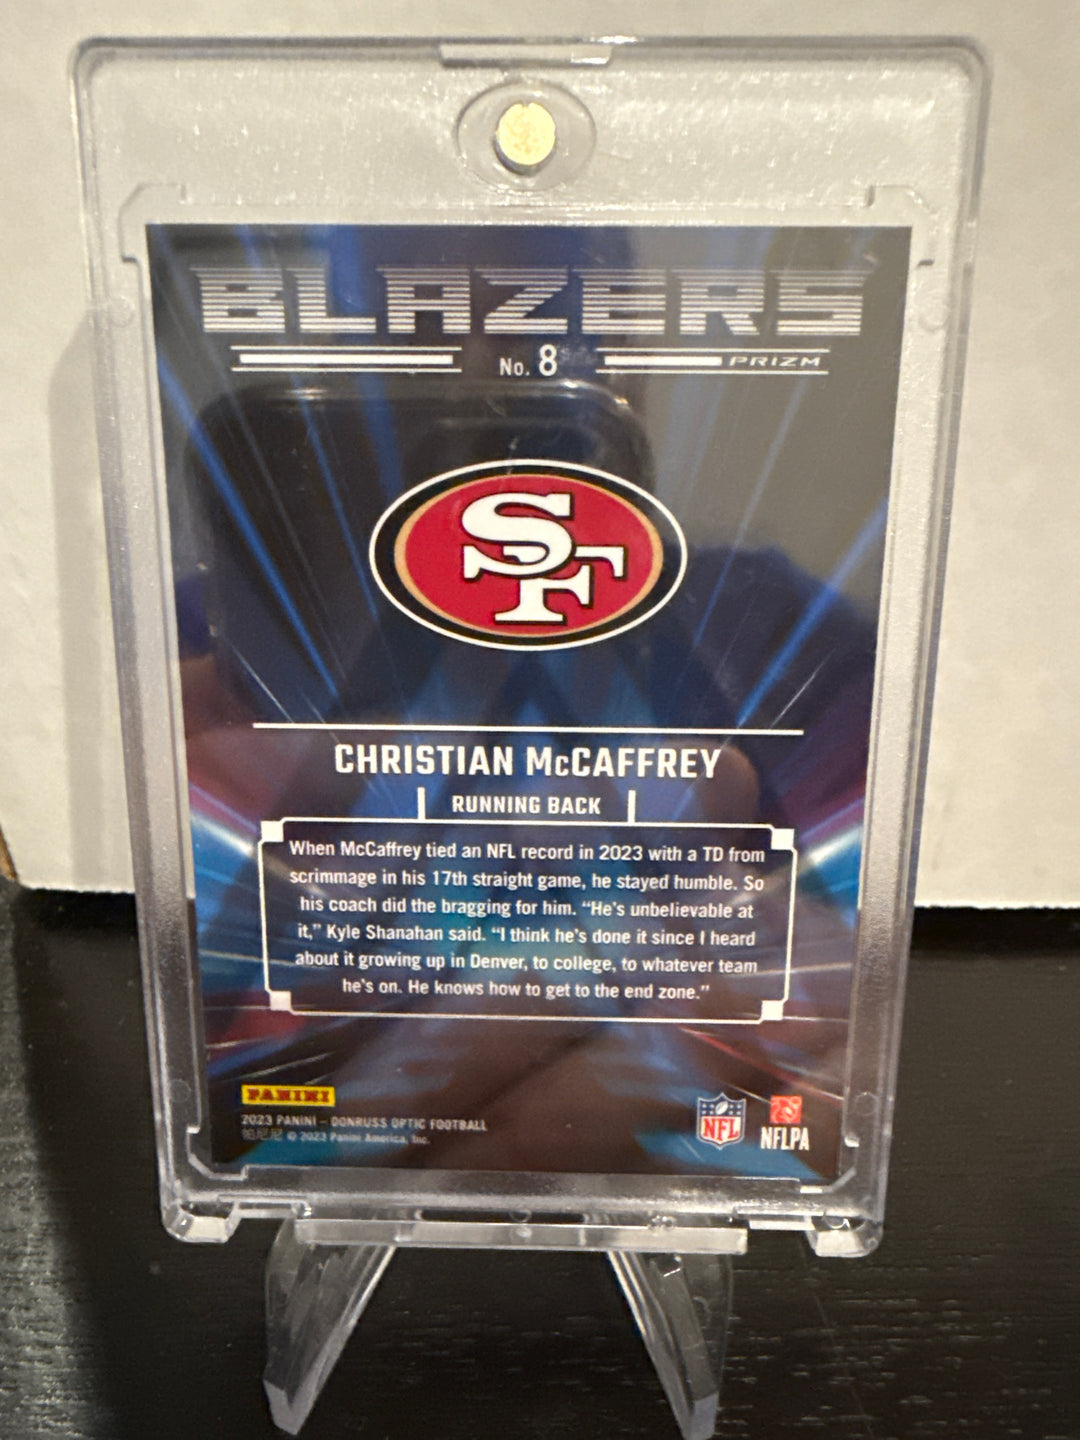 BLAZERS
No. 8
PRIZM
SF
CHRISTIAN McCAFFREY
RUNNING BACK
When McCaffrey tied an NFL record in 2023 with a TD from
scrimmage in his 17th straight game, he stayed humble. So
his coach did the bragging for him. “He's unbelievable at
it,” Kyle Shanahan said. “I think he's done it since I heard
about it growing up in Denver, to college, to whatever team
he's on. He knows how to get to the end zone.”
PANINI
2023 PANINI – DONRUSS OPTIC FOOTBALL
帕尼尼 © 2023 Panini America, Inc.
NFL
NFLPA